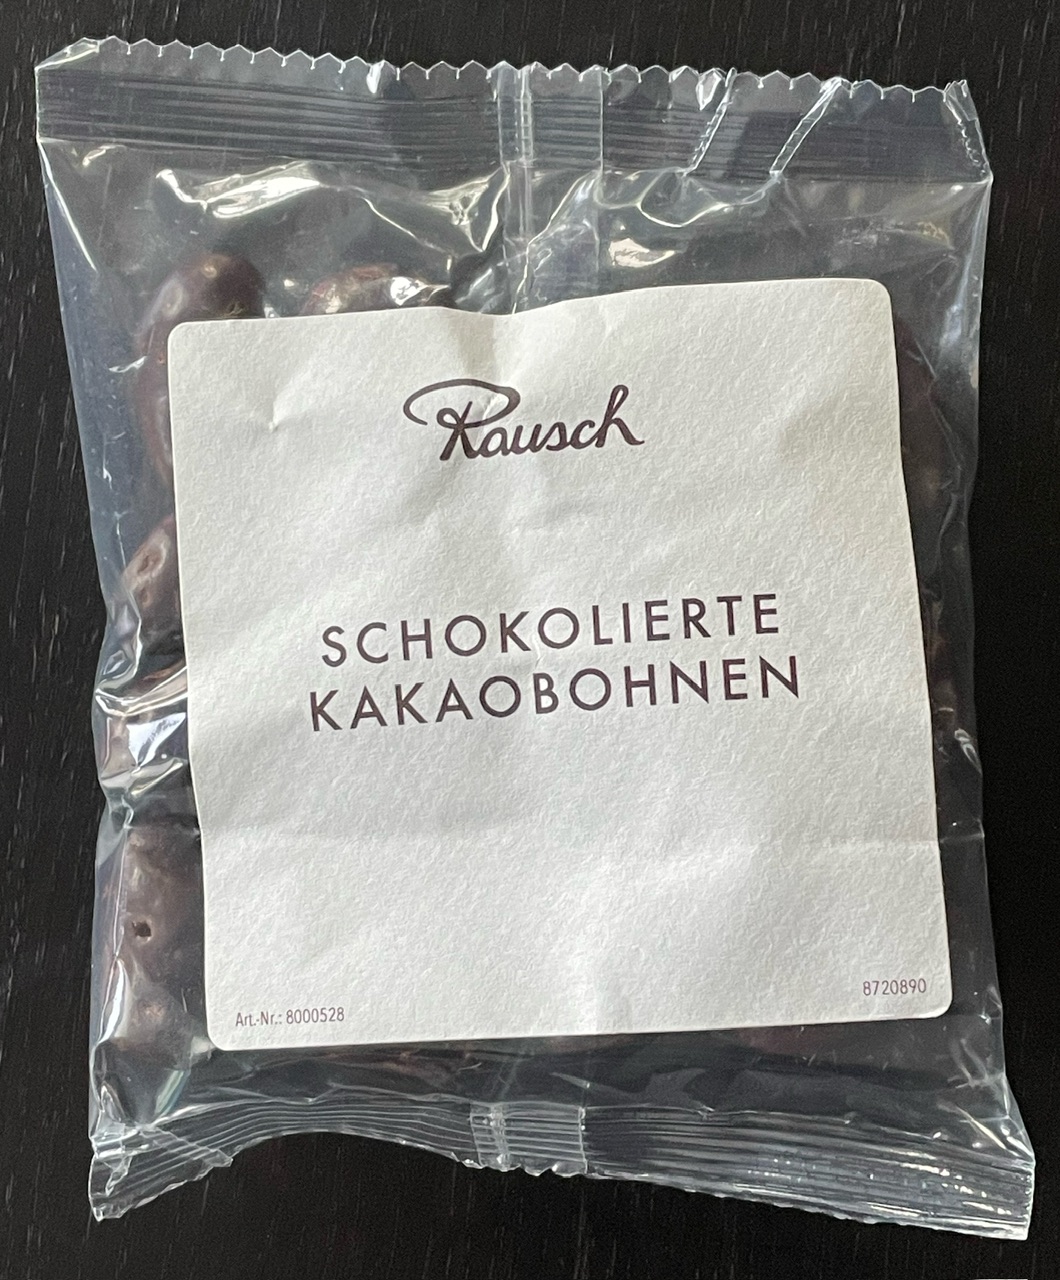 Rausch
SCHOKOLIERTE
KAKAOBOHNEN
Art.-Nr.: 8000528
8720890